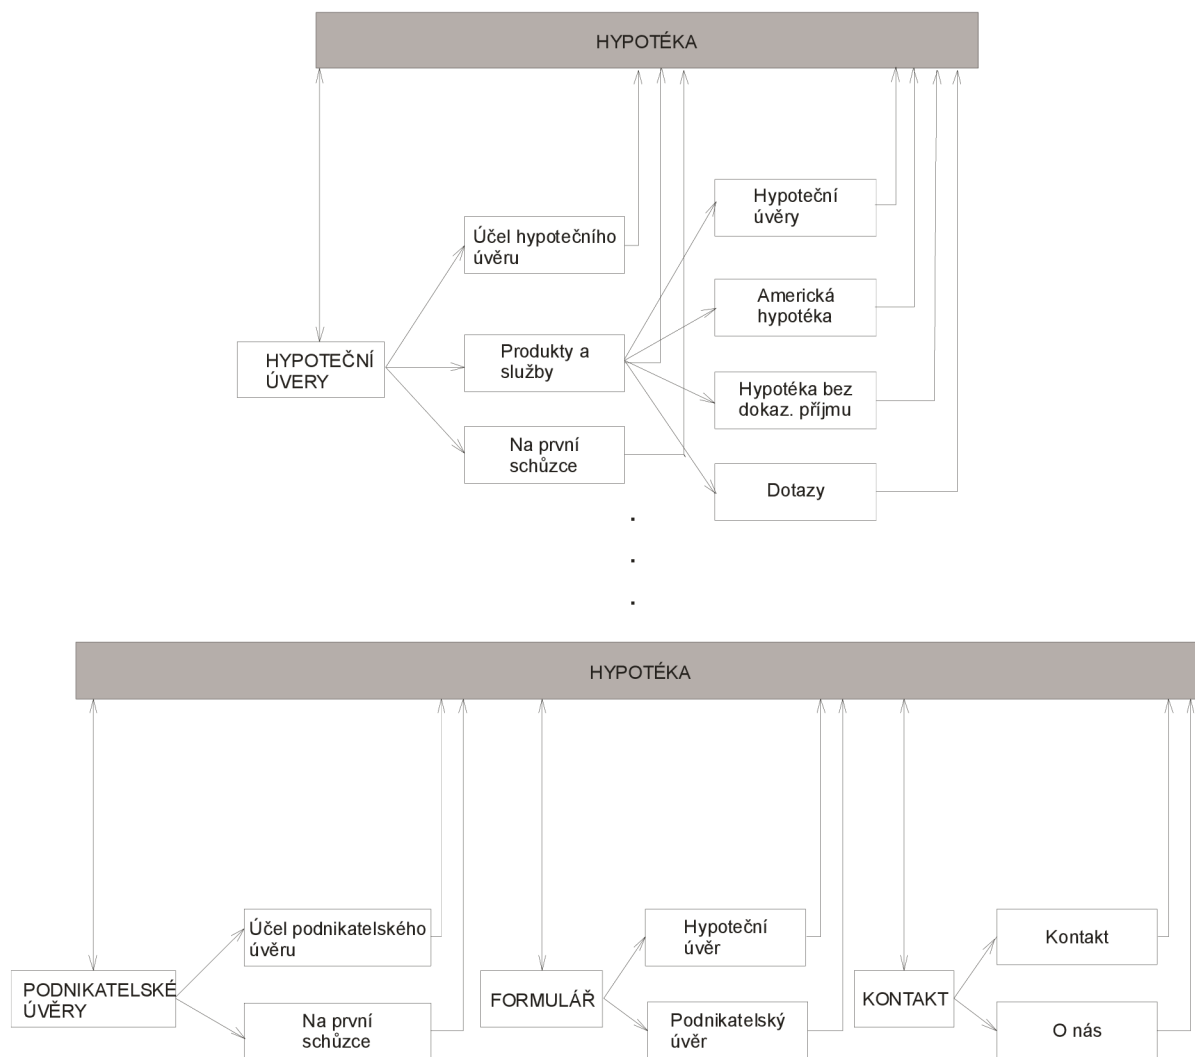 HYPOTÉKA
Hypoteční
úvěry
Účel hypotečního
úvěru
Americká
hypotéka
HYPOTEČNÍ
ÚVERY
Produkty a
služby
Hypotéka bez
dokaz. příjmu
Na první
schůzce
Dotazy
.
.
.
HYPOTÉKA
Účel podnikatelského
úvěru
Hypoteční
úvěr
Kontakt
PODNIKATELSKÉ
ÚVĚRY
Na první
schůzce
FORMULÁŘ
Podnikatelský
úvěr
KONTAKT
O nás